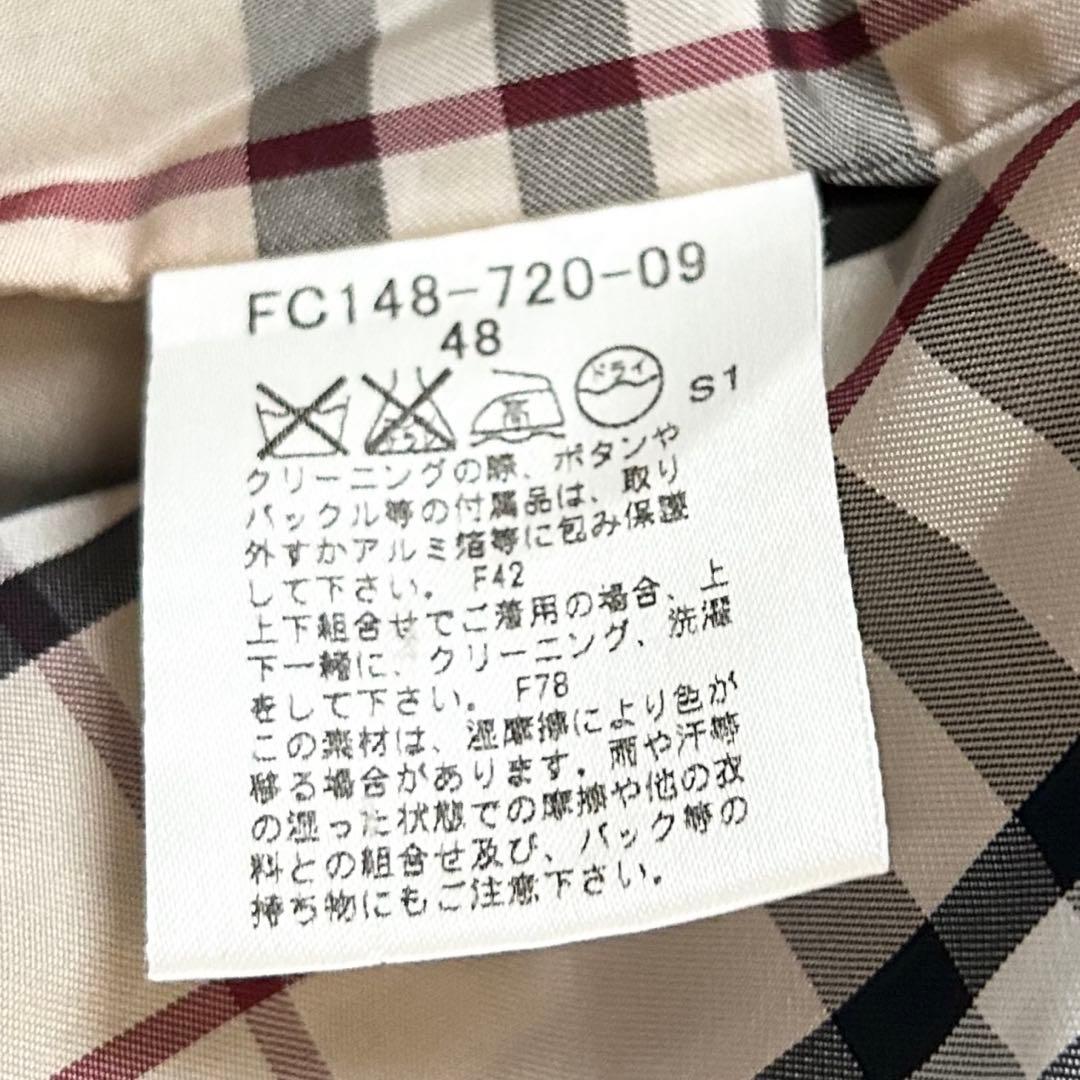 FC148-720-09
48
エンソサラシ 高 ドライ S1
クリーニングの際、ボタンや
バックル等の付属品は、取り
外すかアルミ箔等に包み保護
して下さい。 F42
上下組合せでご着用の場合、上
下一緒に、クリーニング、洗濯
をして下さい。 F78
この素材は、湿摩擦により色が
移る場合があります。雨や汗等
の湿った状態での摩擦や他の衣
料との組合せ及び、バック等の
持ち物にもご注意下さい。